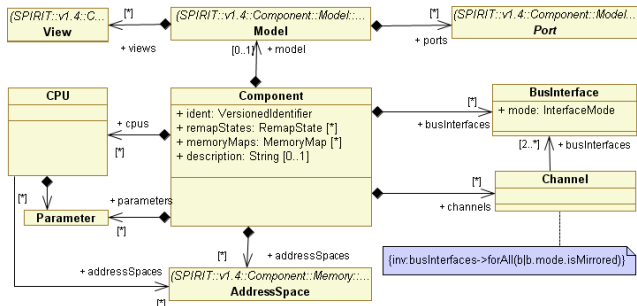 (SPIRIT::v1.4::C...
View
[*]
+ views
(SPIRIT::v1.4::Component::Model::...
Model
[0..1]
+ model
[*]
+ ports
(SPIRIT::v1.4::Component::Model...
Port
CPU
[*]
+ cpus
[*]
Component
+ ident: VersionedIdentifier
+ remapStates: RemapState [*]
+ memoryMaps: MemoryMap [*]
+ description: String [0..1]
[*]
+ busInterfaces
BusInterface
+ mode: InterfaceMode
[2..*]
+ busInterfaces
[*]
+ channels
Channel
[*]
Parameter
+ parameters
[*]
[*]
+ addressSpaces
{inv:busInterfaces->forAll(b|b.mode.isMirrored)}
+ addressSpaces
[*]
(SPIRIT::v1.4::Component::Memory::...
AddressSpace